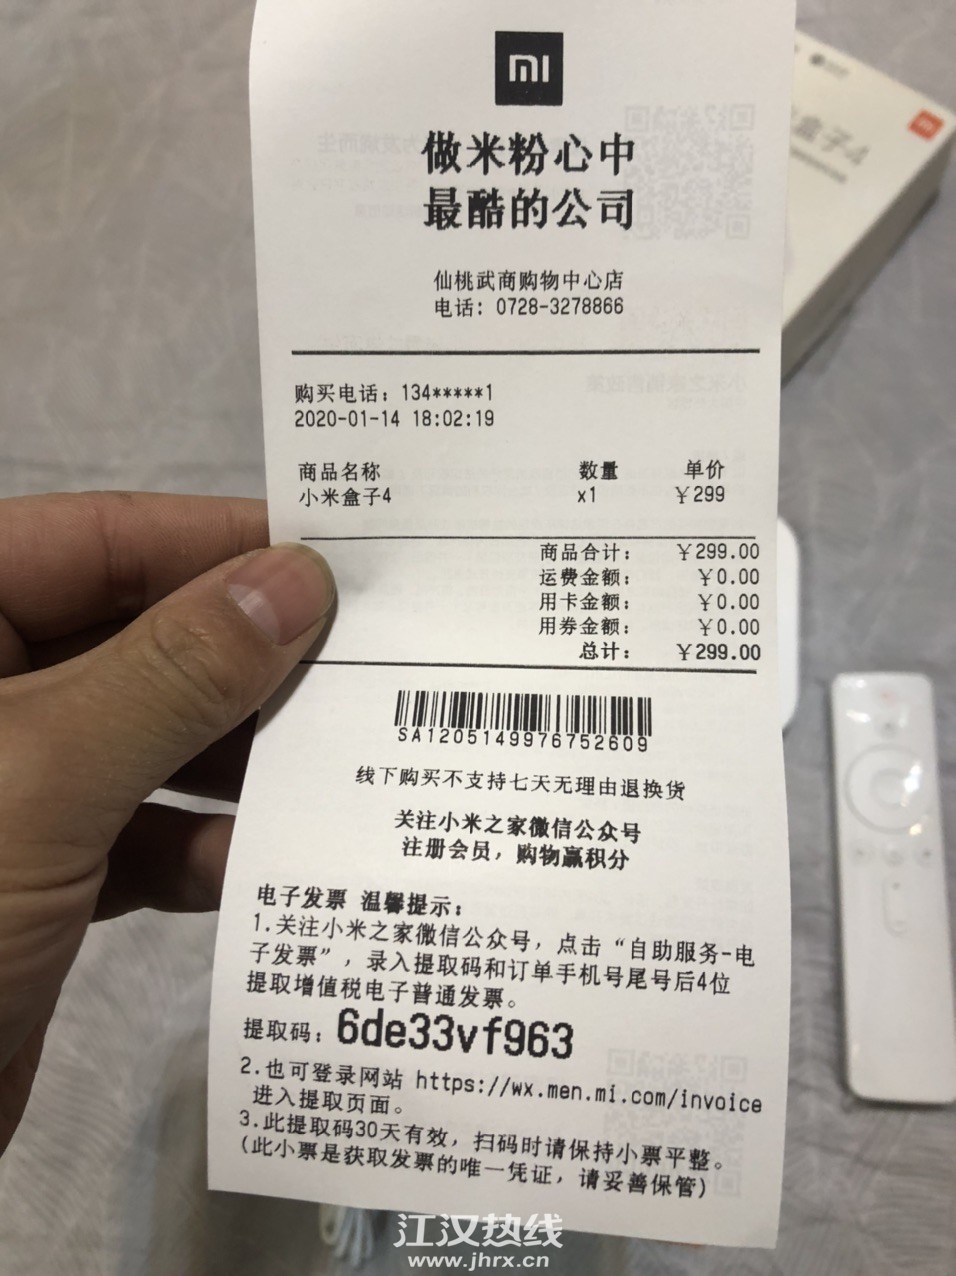 mi
做米粉心中
最酷的公司
仙桃武商购物中心店
电话：0728-3278866
购买电话：134*****1
2020-01-14 18:02:19
商品名称 数量 单价
小米盒子4 x1 ￥299
商品合计： ￥299.00
运费金额： ￥0.00
用卡金额： ￥0.00
用券金额： ￥0.00
总计： ￥299.00
SA1205149976752609
线下购买不支持七天无理由退换货
关注小米之家微信公众号
注册会员，购物赢积分
电子发票 温馨提示：
1.关注小米之家微信公众号，点击“自助服务-电
子发票”，录入提取码和订单手机号尾号后4位
提取增值税电子普通发票。
提取码：6de33vf963
2.也可登录网站 https://wx.men.mi.com/invoice
进入提取页面。
3.此提取码30天有效，扫码时请保持小票平整。
(此小票是获取发票的唯一凭证，请妥善保管)
盒子4
mi
江汉热线
www.jhrx.cn